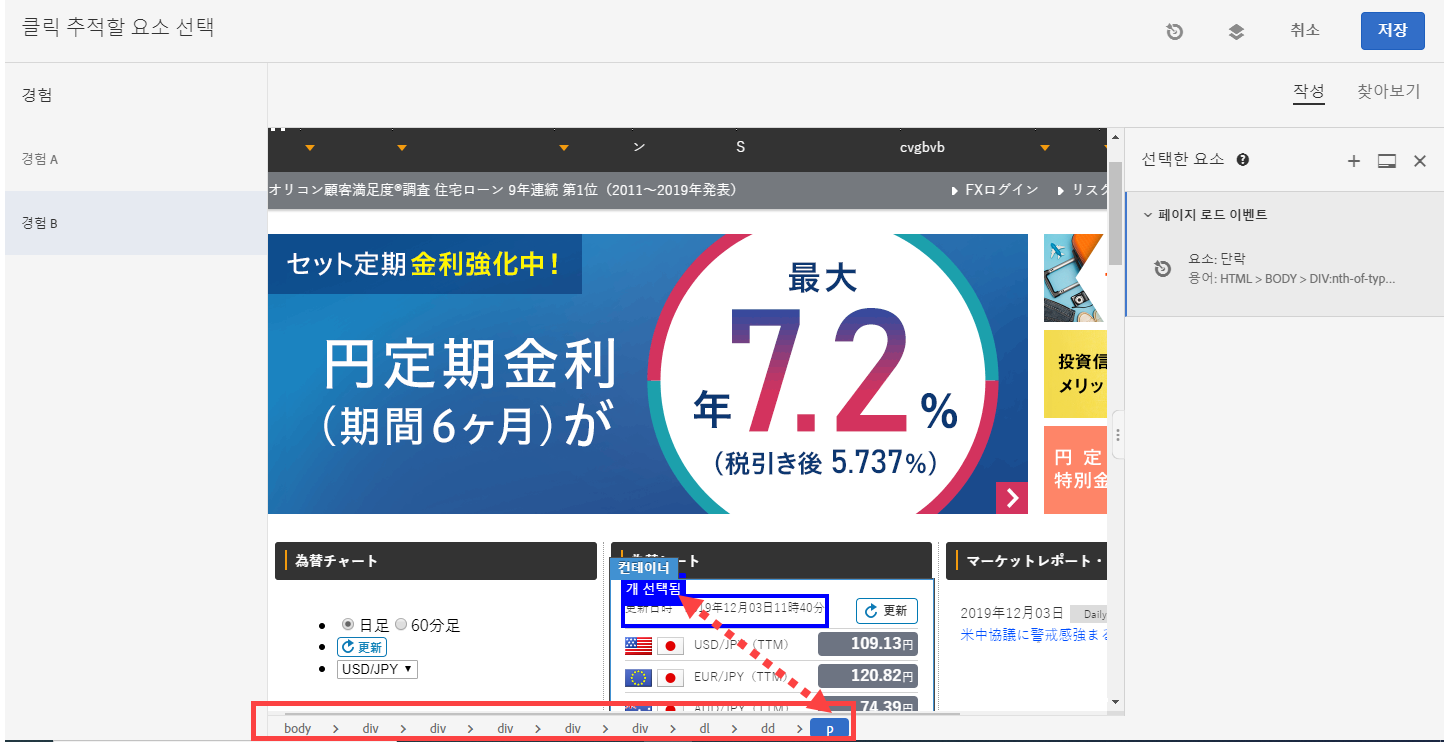 클릭 추적할 요소 선택
취소
저장
경험
작성
찾아보기
경험 A
경험 B
ン
S
cvgbvb
オリコン顧客満足度®調査 住宅ローン 9年連続 第1位（2011〜2019年発表）
FXログイン
リスク
セット定期 金利強化中！
円定期金利
（期間6ヶ月）が
最大
年 7.2 %
（税引き後 5.737%）
投資信
メリッ
円 定
特別金
선택한 요소
페이지 로드 이벤트
요소: 단락
용어: HTML > BODY > DIV:nth-of-typ...
為替チャート
日足
60分足
更新
USD/JPY
컨테이너
ート
개 선택됨
更新日時
19年12月03日11時40分
更新
USD/JPY（TTM） 109.13円
EUR/JPY（TTM） 120.82円
AUD/JPY（TTM） 74.39円
マーケットレポート・
2019年12月03日
Daily
米中協議に警戒感強まる
body > div > div > div > div > div > dl > dd > p